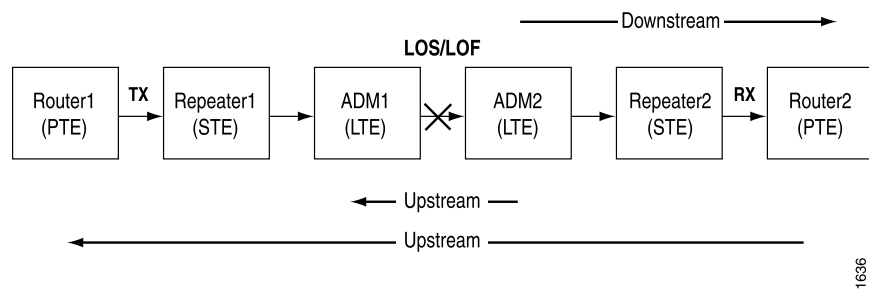 Downstream
LOS/LOF
Router1
(PTE)
TX
Repeater1
(STE)
ADM1
(LTE)
ADM2
(LTE)
Repeater2
(STE)
RX
Router2
(PTE)
Upstream
Upstream
1636